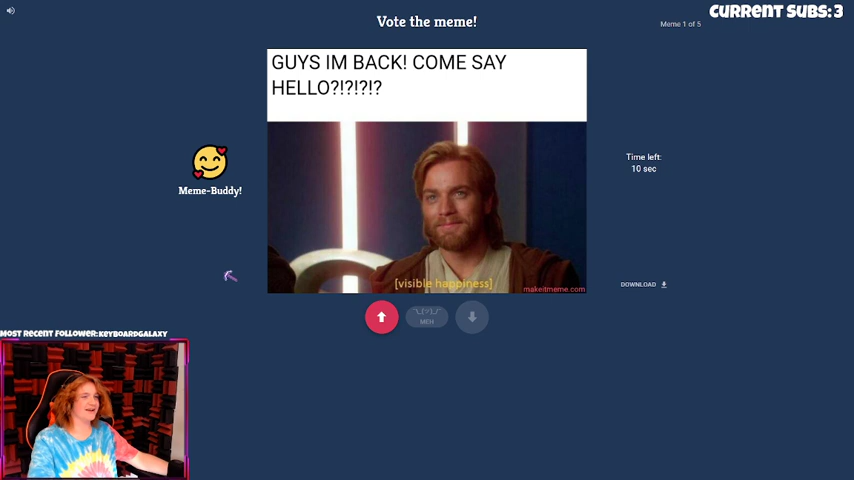 CURRENT SUBS: 3
Vote the meme!
Meme 1 of 5
GUYS IM BACK! COME SAY
HELLO?!?!?!?
Meme-Buddy!
Time left:
10 sec
[visible happiness]
makeitmeme.com
DOWNLOAD
¯\_(ツ)_/¯
MEH
MOST RECENT FOLLOWER: KEYBOARDGALAXY